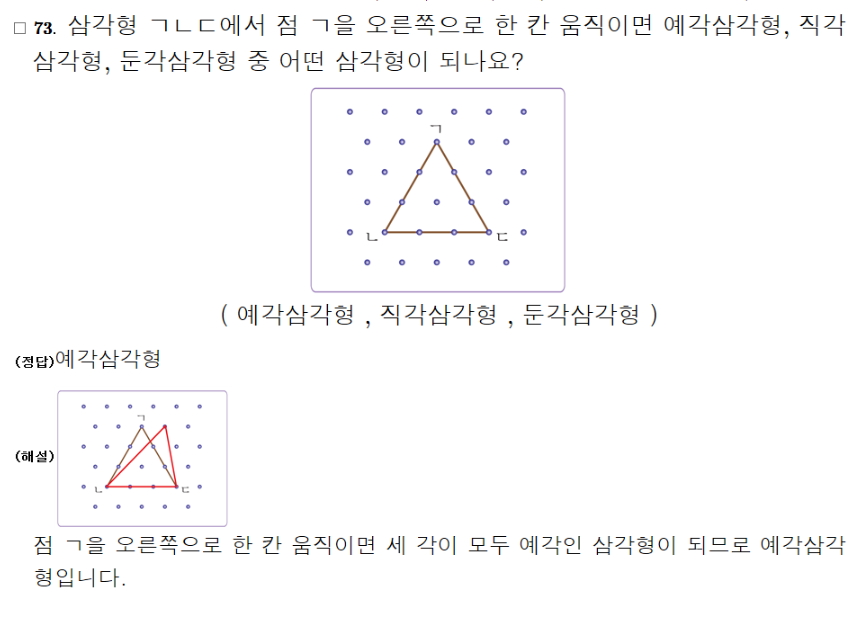 □ 73. 삼각형 ㄱㄴㄷ에서 점 ㄱ을 오른쪽으로 한 칸 움직이면 예각삼각형, 직각
삼각형, 둔각삼각형 중 어떤 삼각형이 되나요?
ㄱ
ㄴ ㄷ
( 예각삼각형 , 직각삼각형 , 둔각삼각형 )
(정답)예각삼각형
ㄱ
(해설)
ㄴ ㄷ
점 ㄱ을 오른쪽으로 한 칸 움직이면 세 각이 모두 예각인 삼각형이 되므로 예각삼각
형입니다.